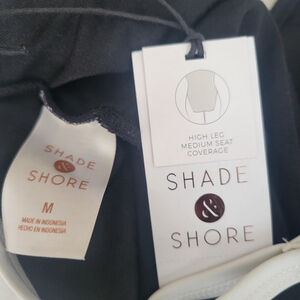 HIGH LEG
MEDIUM SEAT
COVERAGE
SHADE
&
SHORE
SHADE
&
SHORE
M
MADE IN INDONESIA
HECHO EN INDONESIA